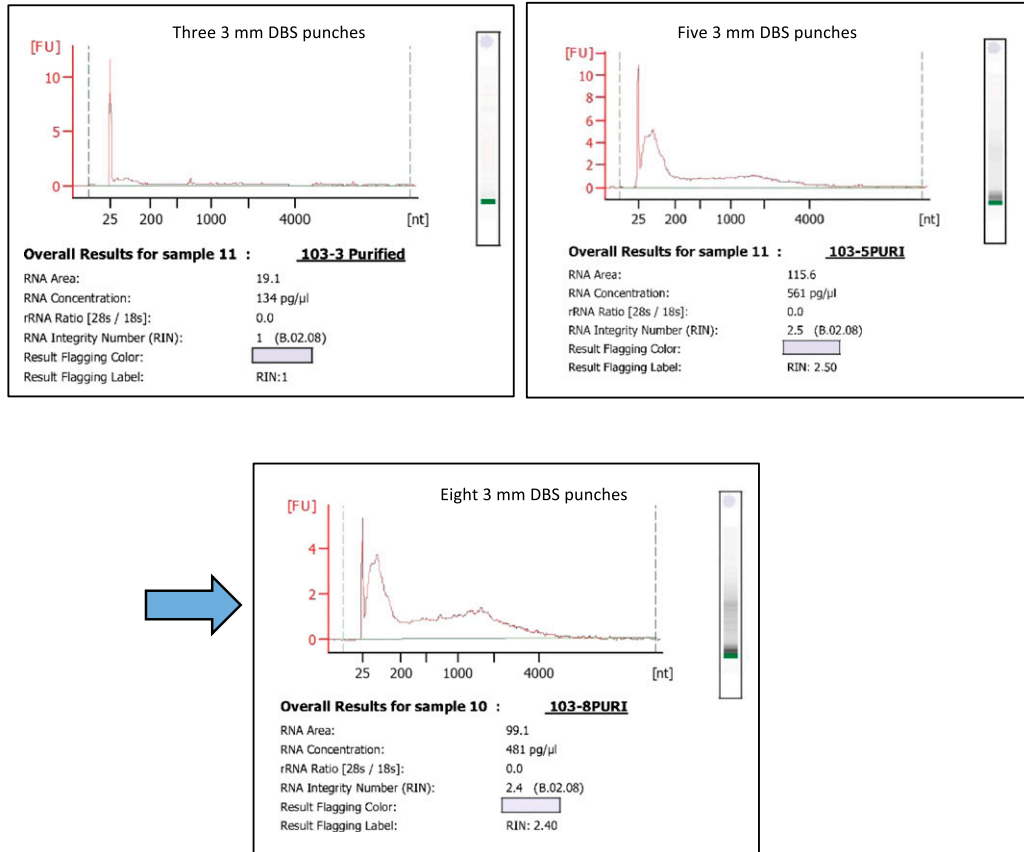 Three 3 mm DBS punches
[FU]
10
5
0
25 200 1000 4000 [nt]
Overall Results for sample 11 : 103-3 Purified
RNA Area: 19.1
RNA Concentration: 134 pg/µl
rRNA Ratio [28s / 18s]: 0.0
RNA Integrity Number (RIN): 1 (B.02.08)
Result Flagging Color:
Result Flagging Label: RIN:1
Five 3 mm DBS punches
[FU]
10
8
6
4
2
0
25 200 1000 4000 [nt]
Overall Results for sample 11 : 103-5PURI
RNA Area: 115.6
RNA Concentration: 561 pg/µl
rRNA Ratio [28s / 18s]: 0.0
RNA Integrity Number (RIN): 2.5 (B.02.08)
Result Flagging Color:
Result Flagging Label: RIN: 2.50
Eight 3 mm DBS punches
[FU]
4
2
0
25 200 1000 4000 [nt]
Overall Results for sample 10 : 103-8PURI
RNA Area: 99.1
RNA Concentration: 481 pg/µl
rRNA Ratio [28s / 18s]: 0.0
RNA Integrity Number (RIN): 2.4 (B.02.08)
Result Flagging Color:
Result Flagging Label: RIN: 2.40